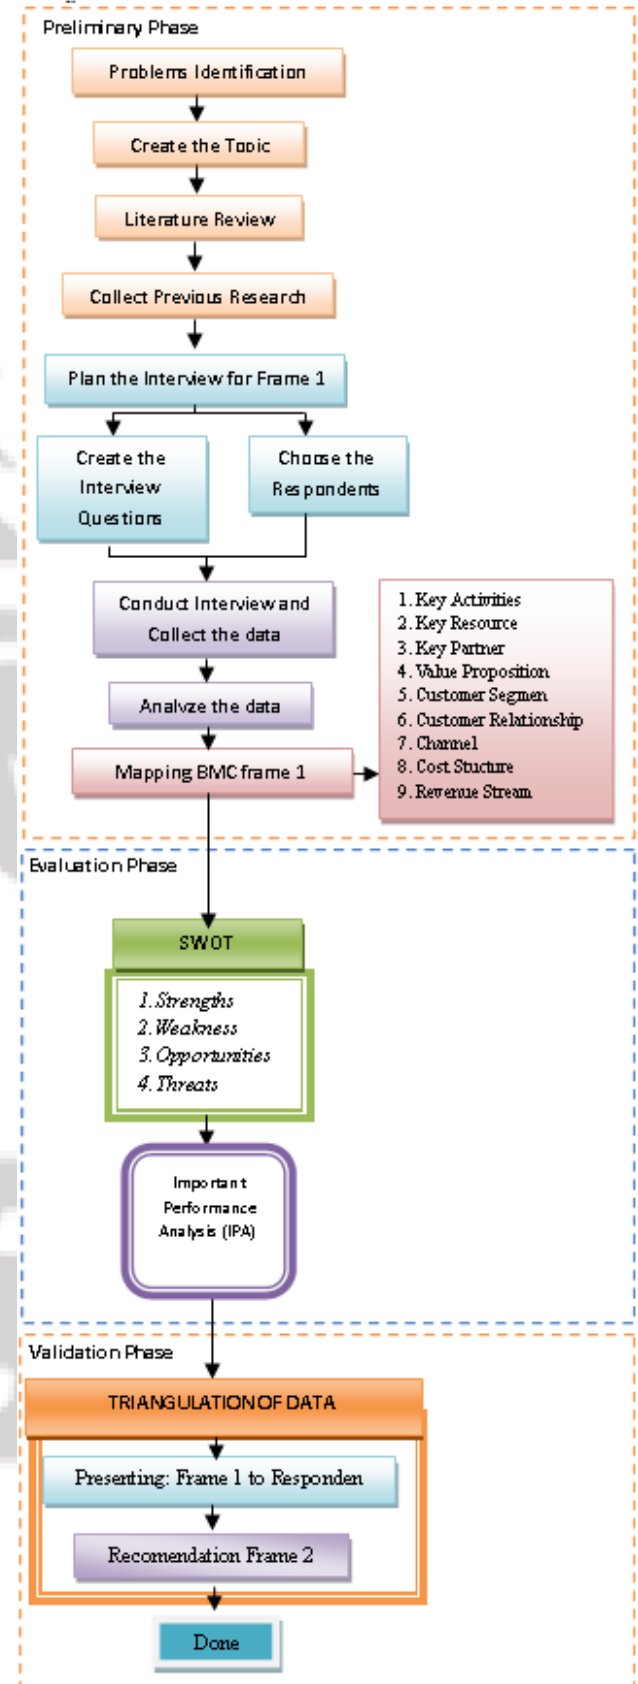 Preliminary Phase
Problems Identification
Create the Topic
Literature Review
Collect Previous Research
Plan the Interview for Frame 1
Create the
Interview
Questions
Choose the
Respondents
Conduct Interview and
Collect the data
Analyze the data
Mapping BMC frame 1
1. Key Activities
2. Key Resource
3. Key Partner
4. Value Proposition
5. Customer Segmen
6. Customer Relationship
7. Channel
8. Cost Stucture
9. Revenue Stream
Evaluation Phase
SWOT
1. Strengths
2. Weakness
3. Opportunities
4. Threats
Important
Performance
Analysis (IPA)
Validation Phase
TRIANGULATION OF DATA
Presenting: Frame 1 to Responden
Recomendation Frame 2
Done